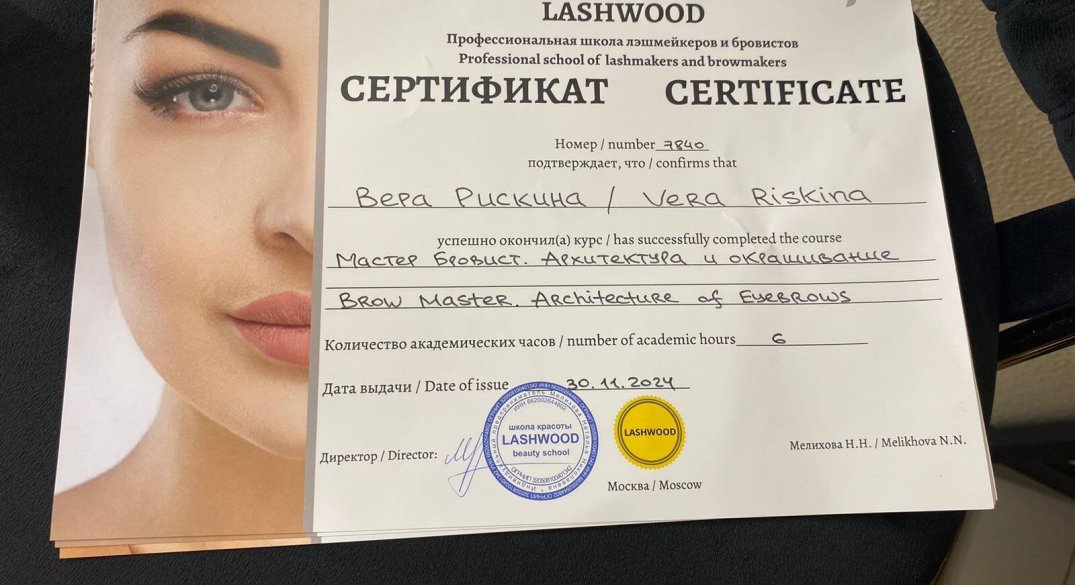 LASHWOOD
Профессиональная школа лэшмейкеров и бровистов
Professional school of lashmakers and browmakers
СЕРТИФИКАТ CERTIFICATE
Номер / number 7840
подтверждает, что / confirms that
Вера Рискина / Vera Riskina
успешно окончил(а) курс / has successfully completed the course
Мастер Бровист. Архитектура и окрашивание
Brow Master. Architecture of Eyebrows
Количество академических часов / number of academic hours 6
Дата выдачи / Date of issue 30.11.2024
школа красоты
LASHWOOD
beauty school
LASHWOOD
Директор / Director:
Мелихова Н.Н. / Melikhova N.N.
Москва / Moscow